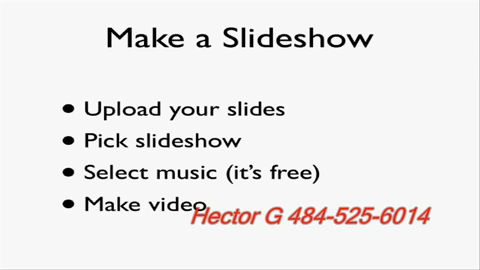 Make a Slideshow
• Upload your slides
• Pick slideshow
• Select music (it's free)
• Make video
Hector G 484-525-6014